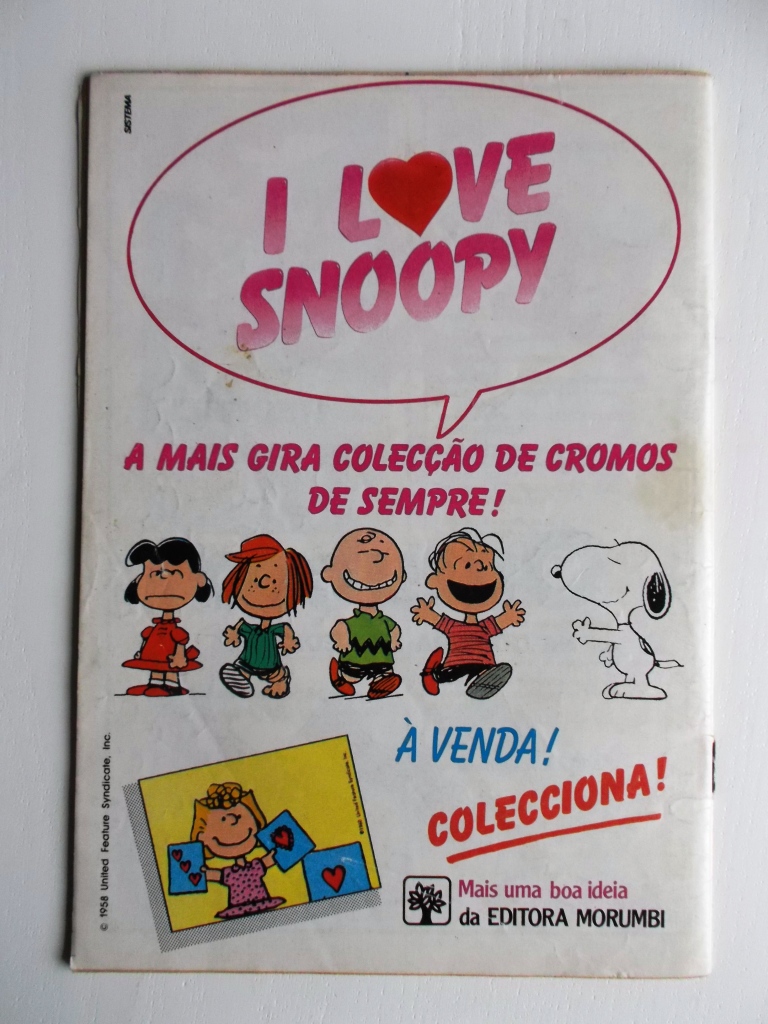 SISTEMA
I LOVE
SNOOPY
A MAIS GIRA COLECÇÃO DE CROMOS
DE SEMPRE!
À VENDA!
COLECCIONA!
© 1958 United Feature Syndicate, Inc.
Mais uma boa ideia
da EDITORA MORUMBI